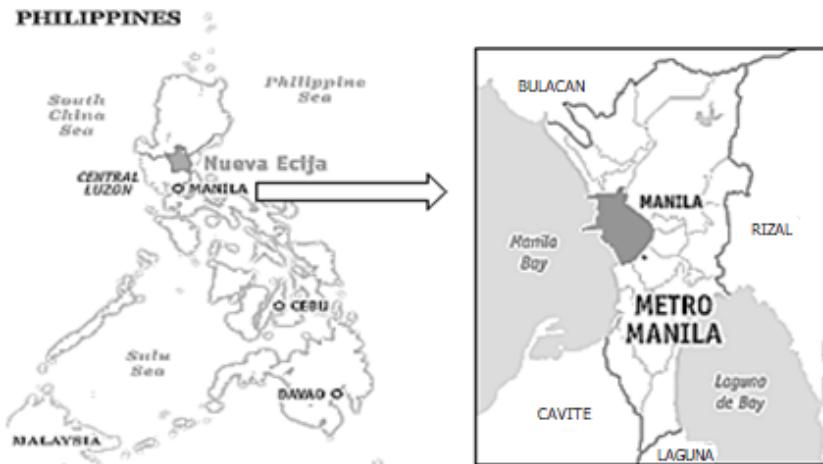 PHILIPPINES
Philippine
Sea
South
China
Sea
Nueva Ecija
CENTRAL
LUZON
MANILA
CEBU
Sulu
Sea
DAVAO
MALAYSIA
BULACAN
MANILA
RIZAL
Manila
Bay
METRO
MANILA
Laguna
de Bay
CAVITE
LAGUNA